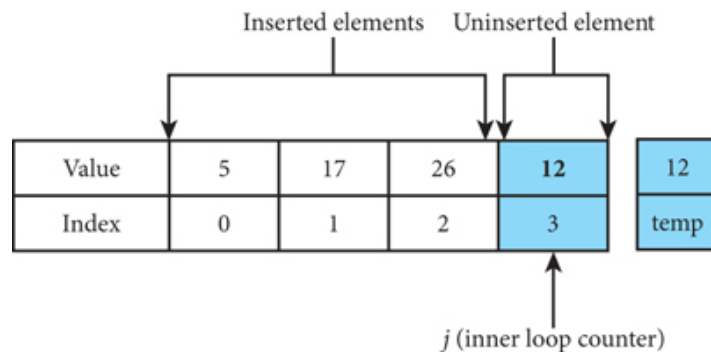 Inserted elements Uninserted element
Value 5 17 26 12 12
Index 0 1 2 3 temp
j (inner loop counter)